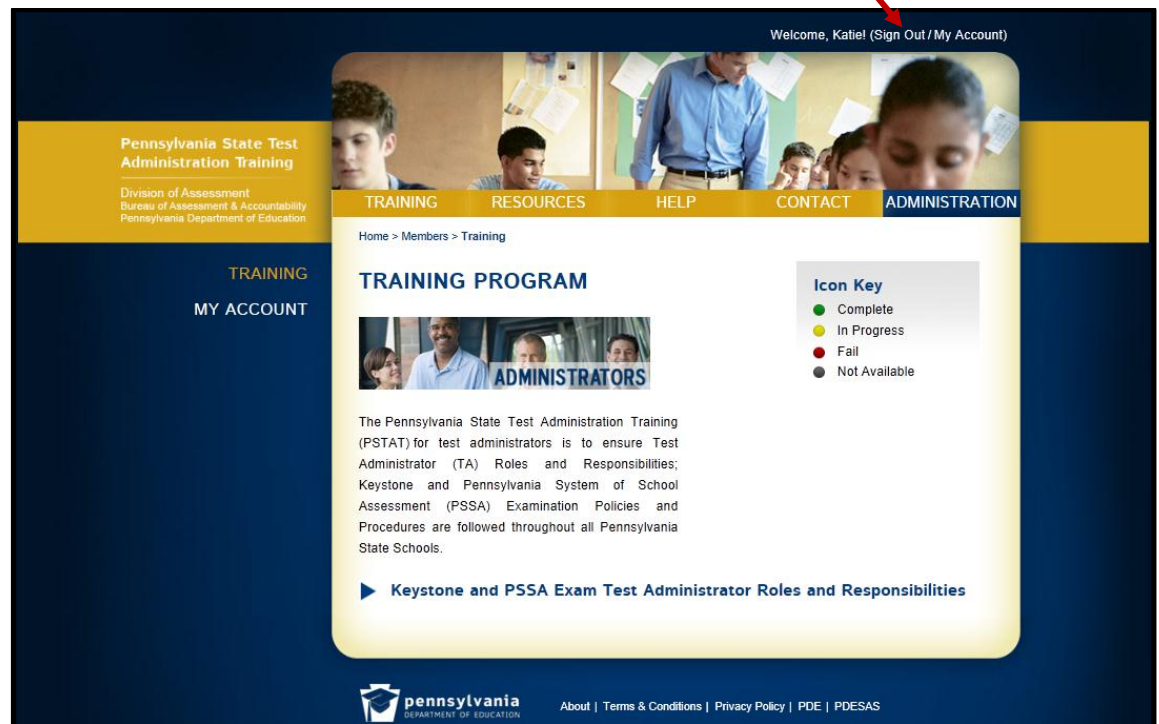 Welcome, Katie! (Sign Out / My Account)
Pennsylvania State Test
Administration Training
Division of Assessment
Bureau of Assessment & Accountability
Pennsylvania Department of Education
TRAINING RESOURCES HELP CONTACT ADMINISTRATION
Home > Members > Training
TRAINING
MY ACCOUNT
TRAINING PROGRAM
ADMINISTRATORS
Icon Key
Complete
In Progress
Fail
Not Available
The Pennsylvania State Test Administration Training
(PSTAT) for test administrators is to ensure Test
Administrator (TA) Roles and Responsibilities;
Keystone and Pennsylvania System of School
Assessment (PSSA) Examination Policies and
Procedures are followed throughout all Pennsylvania
State Schools.
Keystone and PSSA Exam Test Administrator Roles and Responsibilities
pennsylvania
DEPARTMENT OF EDUCATION
About | Terms & Conditions | Privacy Policy | PDE | PDESAS